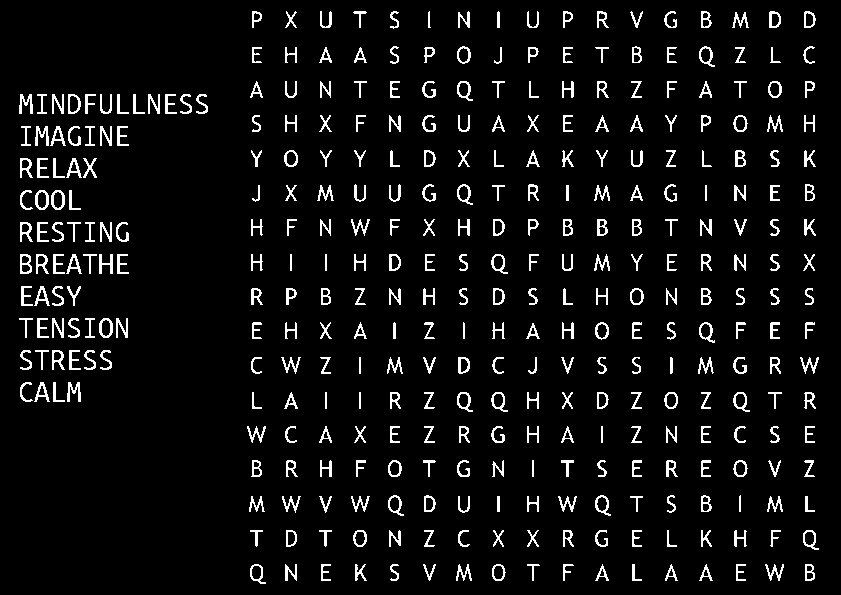 MINDFULLNESS
IMAGINE
RELAX
COOL
RESTING
BREATHE
EASY
TENSION
STRESS
CALM
P X U T S I N I U P R V G B M D D
E H A A S P O J P E T B E Q Z L C
A U N T E G Q T L H R Z F A T O P
S H X F N G U A X E A A Y P O M H
Y O Y Y L D X L A K Y U Z L B S K
J X M U U G Q T R I M A G I N E B
H F N W F X H D P B B B T N V S K
H I I H D E S Q F U M Y E R N S X
R P B Z N H S D S L H O N B S S S
E H X A I Z I H A H O E S Q F E F
C W Z I M V D C J V S S I M G R W
L A I I R Z Q Q H X D Z O Z Q T R
W C A X E Z R G H A I Z N E C S E
B R H F O T G N I T S E R E O V Z
M W V W Q D U I H W Q T S B I M L
T D T O N Z C X X R G E L K H F Q
Q N E K S V M O T F A L A A E W B